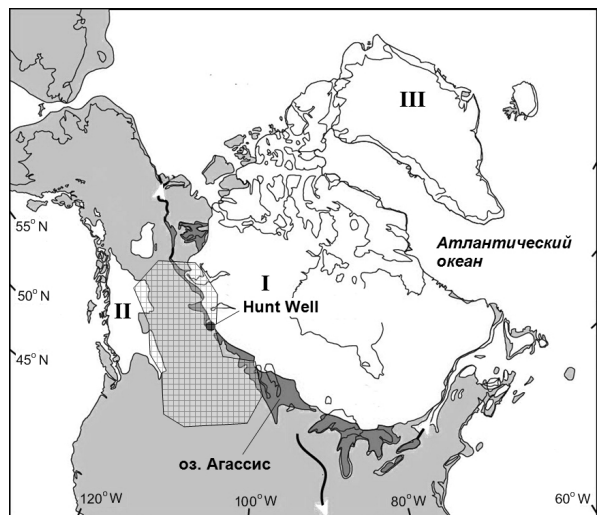 III
55°N
Атлантический
океан
I
50°N
II
Hunt Well
45°N
оз. Агассис
120°W
100°W
80°W
60°W